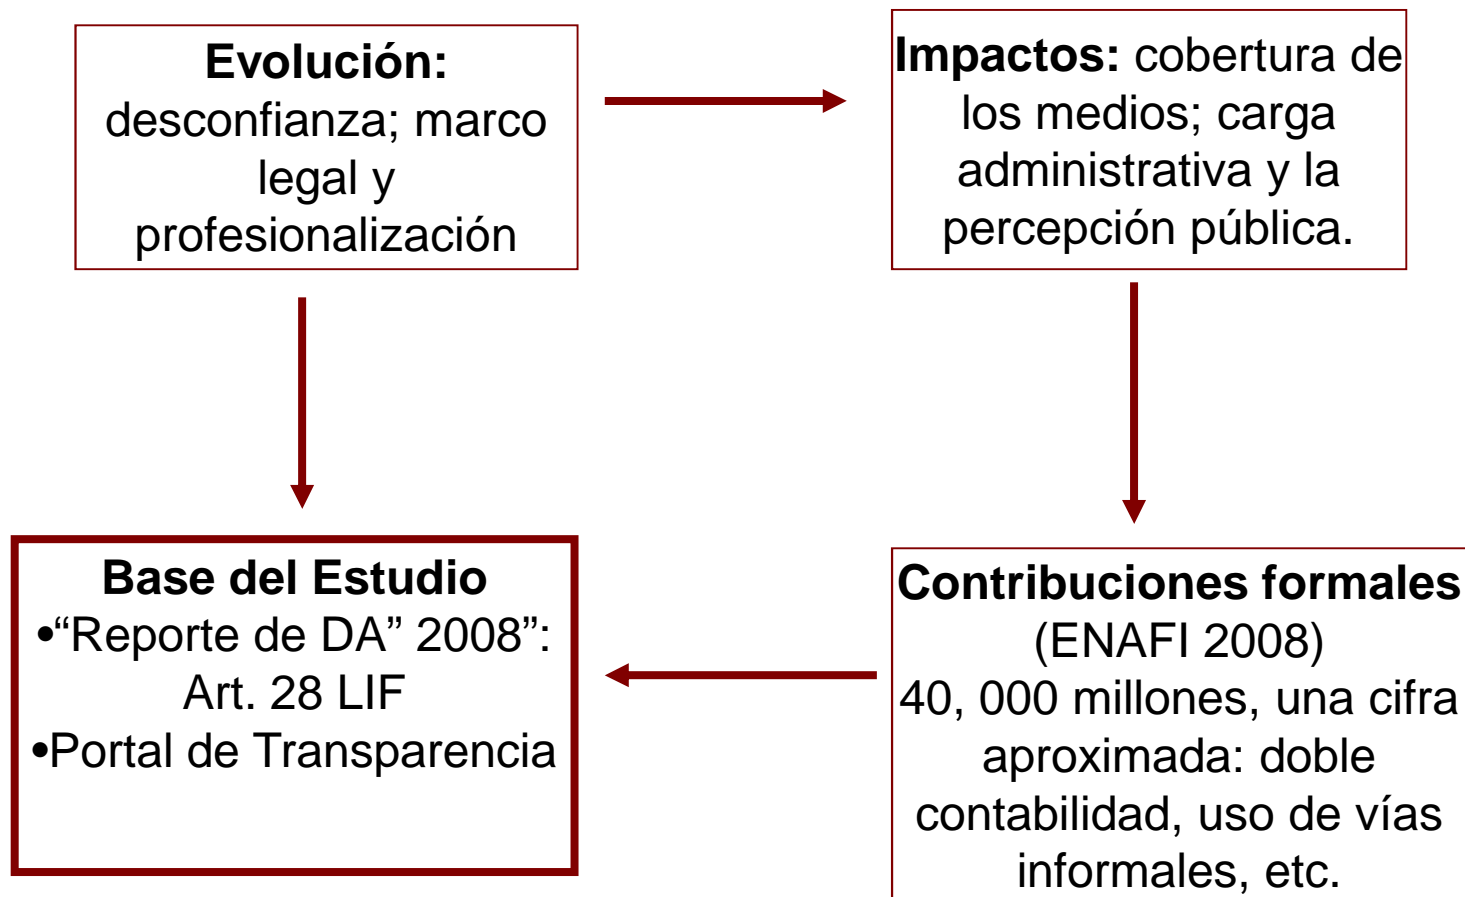 Evolución:
desconfianza; marco
legal y
profesionalización
Impactos: cobertura de
los medios; carga
administrativa y la
percepción pública.
Base del Estudio
•“Reporte de DA” 2008”:
Art. 28 LIF
•Portal de Transparencia
Contribuciones formales
(ENAFI 2008)
40, 000 millones, una cifra
aproximada: doble
contabilidad, uso de vías
informales, etc.